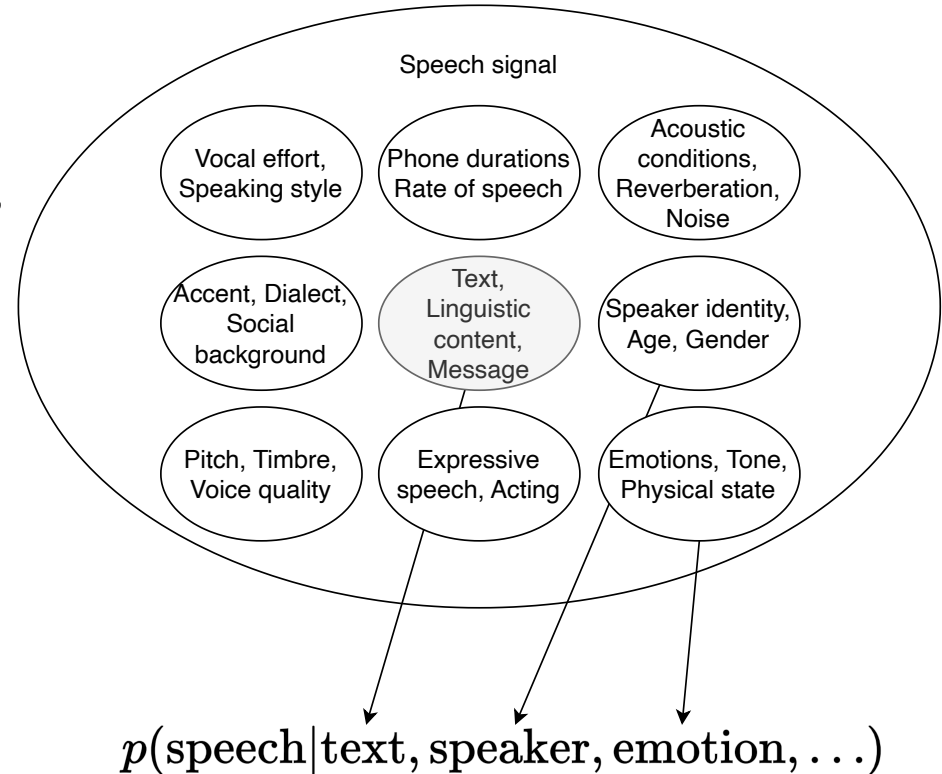 Speech signal
Vocal effort,
Speaking style
Phone durations
Rate of speech
Acoustic
conditions,
Reverberation,
Noise
Accent, Dialect,
Social
background
Text,
Linguistic
content,
Message
Speaker identity,
Age, Gender
Pitch, Timbre,
Voice quality
Expressive
speech, Acting
Emotions, Tone,
Physical state
p(speech|text, speaker, emotion, . . .)